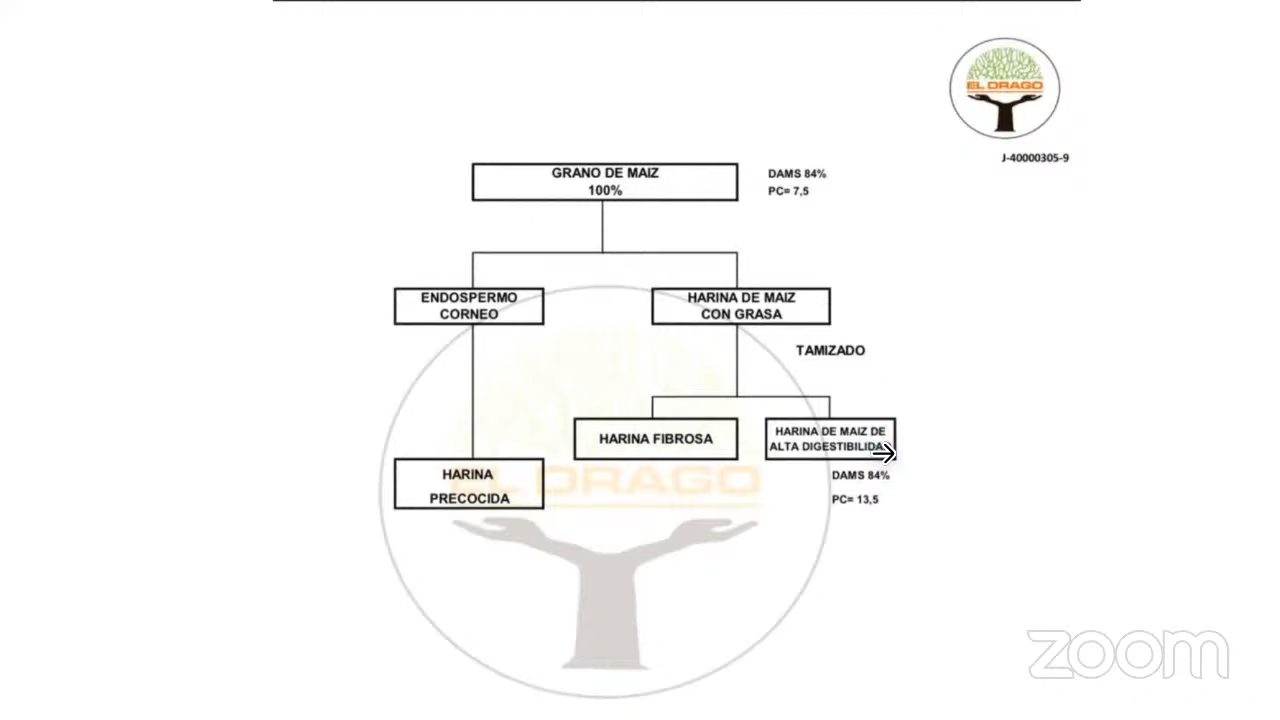 EL DRAGO
J-40000305-9
GRANO DE MAIZ
100%
DAMS 84%
PC= 7,5
ENDOSPERMO
CORNEO
HARINA DE MAIZ
CON GRASA
TAMIZADO
HARINA FIBROSA
HARINA DE MAIZ DE
ALTA DIGESTIBILIDA
DAMS 84%
PC= 13,5
HARINA
PRECOCIDA
EL DRAGO
zoom